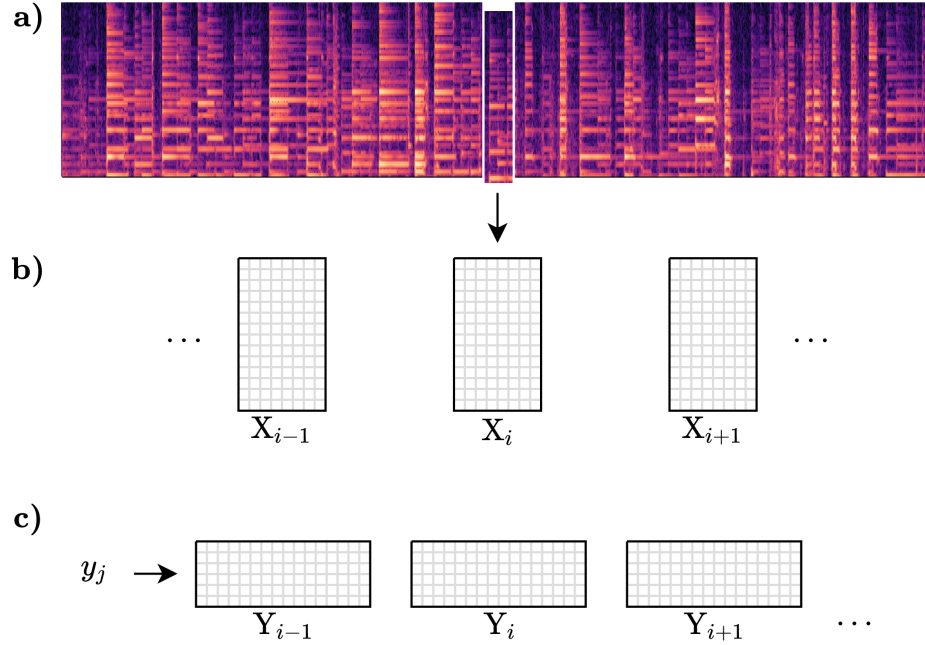 a)
b)
... ...
X_{i-1} X_i X_{i+1}
c)
y_j
Y_{i-1} Y_i Y_{i+1} ...